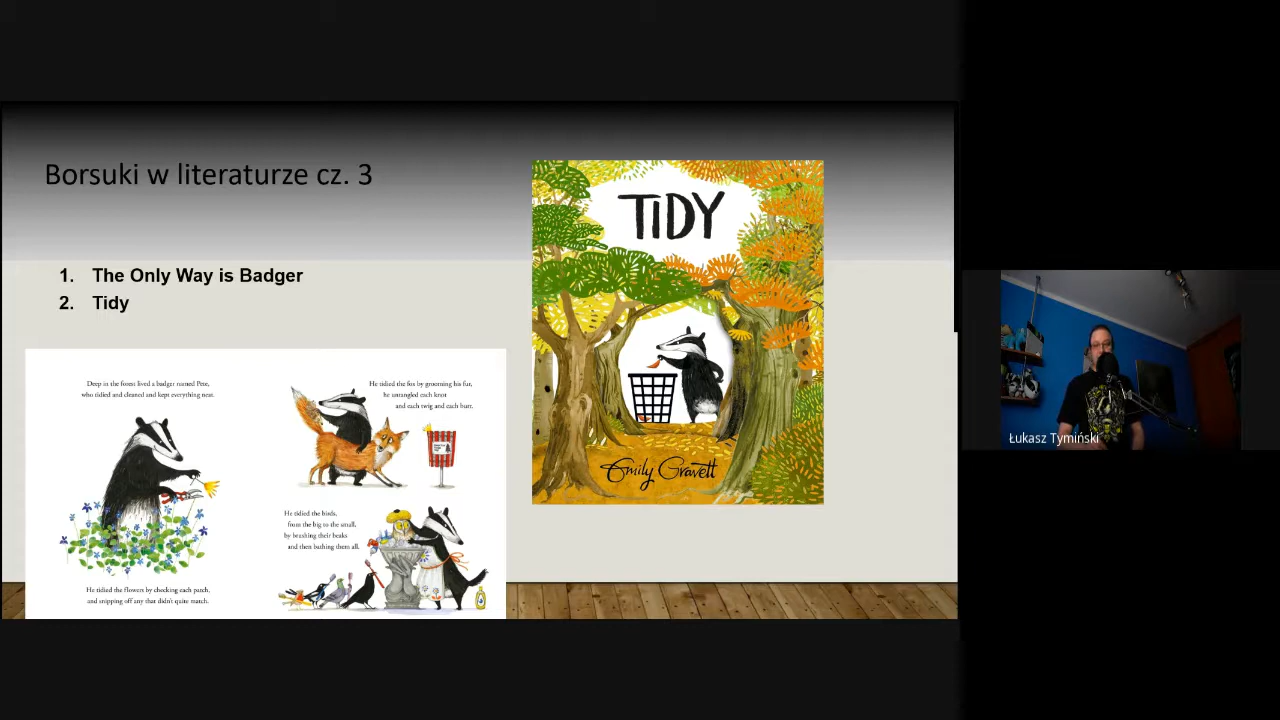 Borsuki w literaturze cz. 3
1. The Only Way is Badger
2. Tidy
Deep in the forest lived a badger named Pete,
who tidied and cleaned and kept everything neat.
He tidied the flowers by checking each patch,
and snipping off any that didn't quite match.
He tidied the fox by grooming his fur,
he untangled each knot
and each twig and each burr.
He tidied the birds,
from the big to the small,
by brushing their beaks
and then bathing them all.
TIDY
Emily Gravett
Łukasz Tymiński